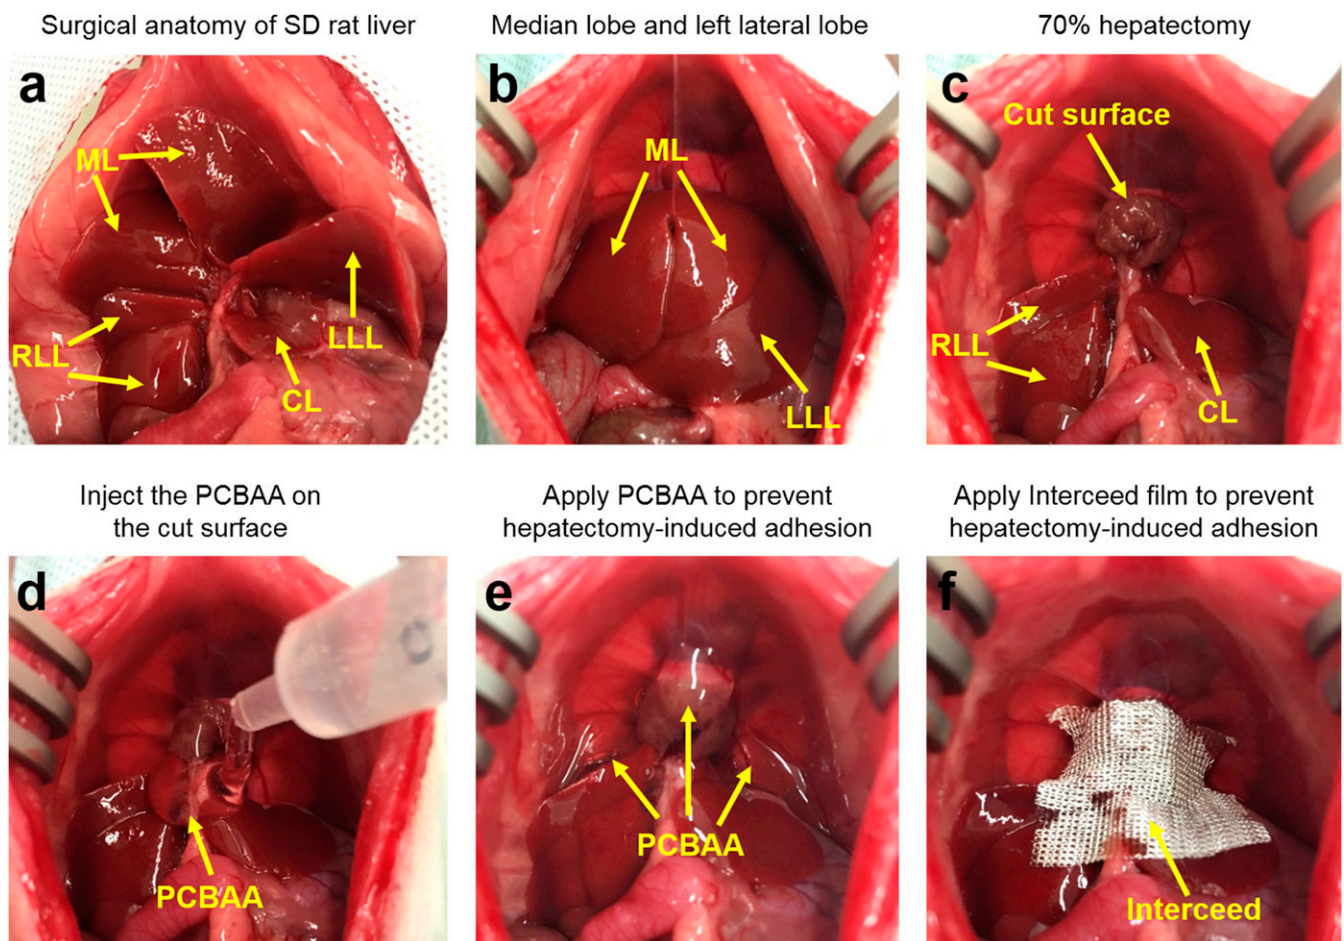 Surgical anatomy of SD rat liver
Median lobe and left lateral lobe
70% hepatectomy
a
ML
RLL
CL
LLL
b
ML
LLL
c
Cut surface
RLL
CL
Inject the PCBAA on
the cut surface
Apply PCBAA to prevent
hepatectomy-induced adhesion
Apply Interceed film to prevent
hepatectomy-induced adhesion
d
PCBAA
e
PCBAA
f
Interceed